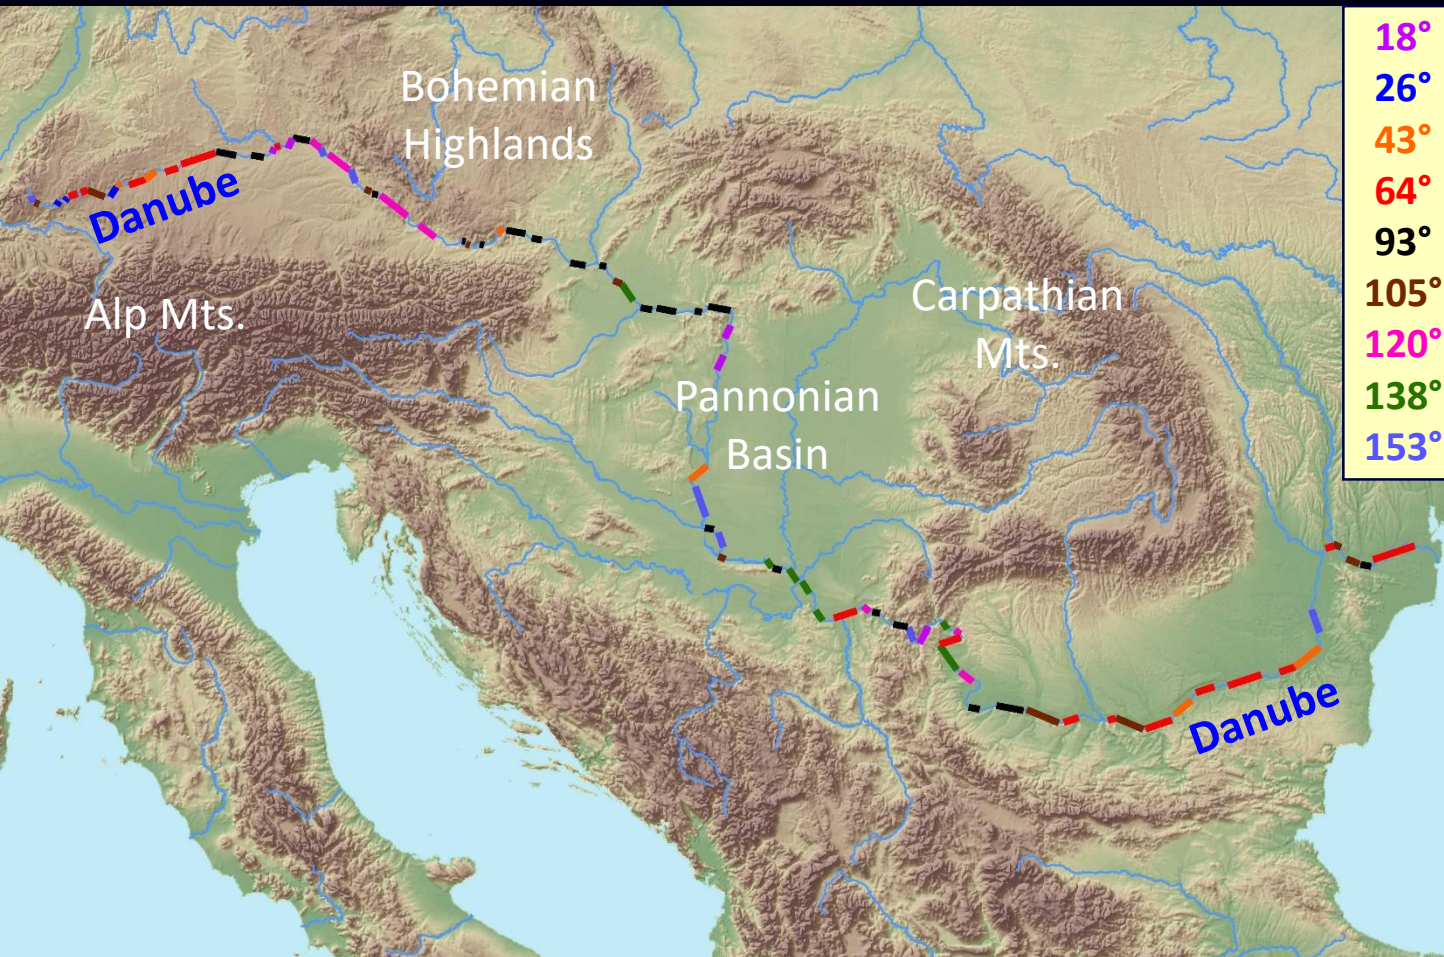 Bohemian
Highlands
Danube
Alp Mts.
Carpathian
Mts.
Pannonian
Basin
Danube
18°
26°
43°
64°
93°
105°
120°
138°
153°